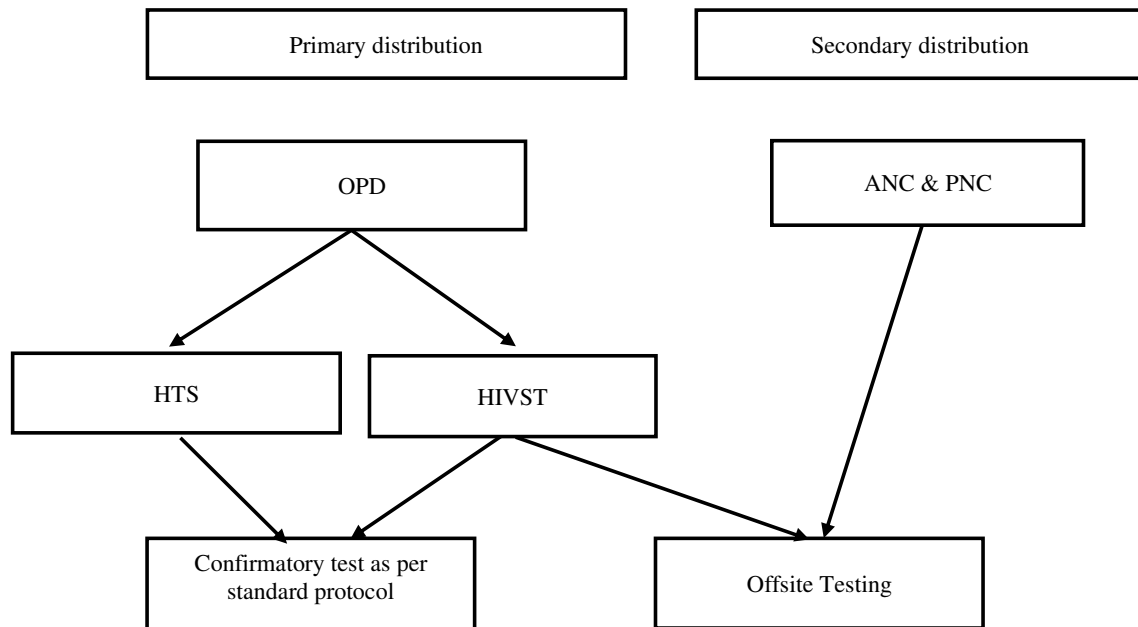 Primary distribution
Secondary distribution
OPD
ANC & PNC
HTS
HIVST
Confirmatory test as per
standard protocol
Offsite Testing